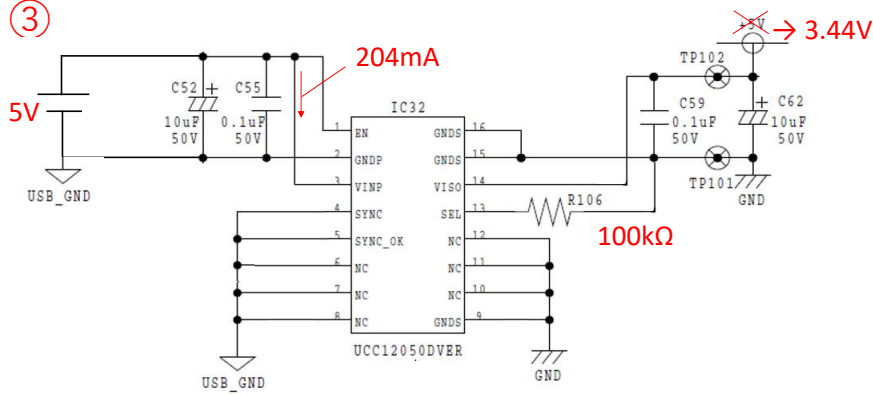 ③
+5V → 3.44V
204mA
TP102
5V
C52
10uF
50V
C55
0.1uF
50V
IC32
C59
0.1uF
50V
C62
10uF
50V
1 EN GNDS 16
2 GNDP GNDS 15
3 VINP VISO 14
4 SYNC SEL 13
5 SYNC_OK NC 12
6 NC NC 11
7 NC NC 10
8 NC GNDS 9
USB_GND
TP101
GND
R106
100kΩ
UCC12050DVER
USB_GND
GND